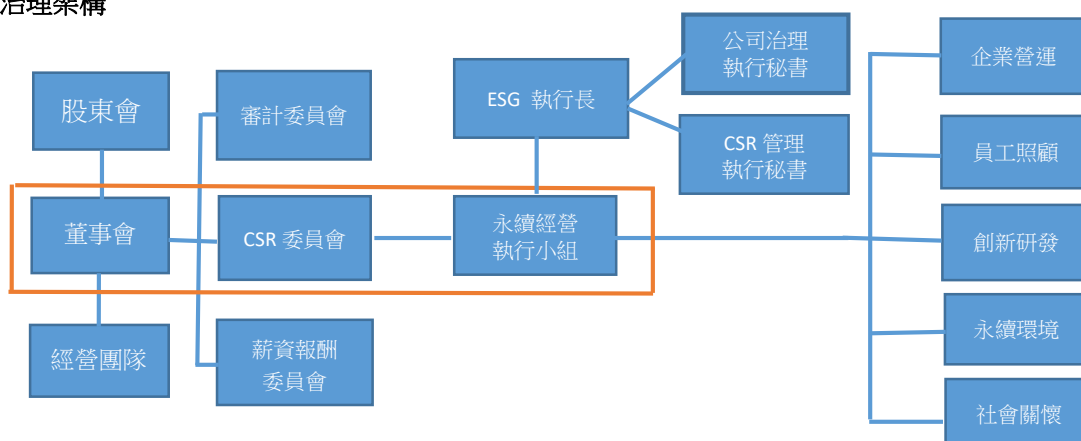 治理架構
股東會
董事會
經營團隊
審計委員會
CSR 委員會
薪資報酬
委員會
ESG 執行長
永續經營
執行小組
公司治理
執行秘書
CSR 管理
執行秘書
企業營運
員工照顧
創新研發
永續環境
社會關懷